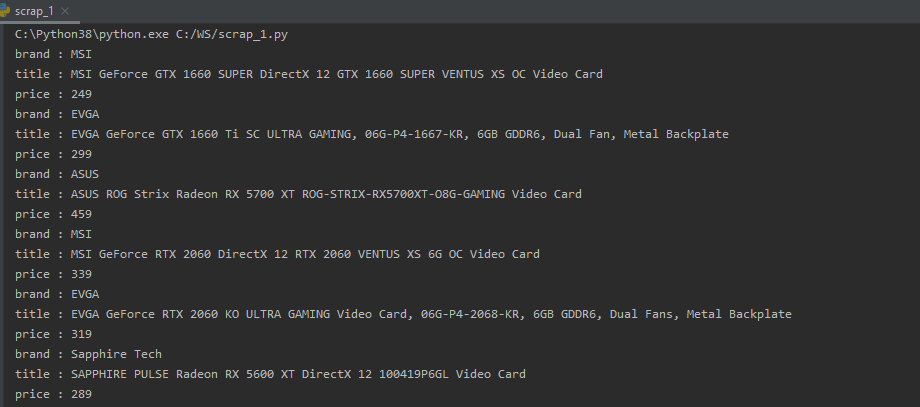 scrap_1
C:\Python38\python.exe C:/WS/scrap_1.py
brand : MSI
title : MSI GeForce GTX 1660 SUPER DirectX 12 GTX 1660 SUPER VENTUS XS OC Video Card
price : 249
brand : EVGA
title : EVGA GeForce GTX 1660 Ti SC ULTRA GAMING, 06G-P4-1667-KR, 6GB GDDR6, Dual Fan, Metal Backplate
price : 299
brand : ASUS
title : ASUS ROG Strix Radeon RX 5700 XT ROG-STRIX-RX5700XT-O8G-GAMING Video Card
price : 459
brand : MSI
title : MSI GeForce RTX 2060 DirectX 12 RTX 2060 VENTUS XS 6G OC Video Card
price : 339
brand : EVGA
title : EVGA GeForce RTX 2060 KO ULTRA GAMING Video Card, 06G-P4-2068-KR, 6GB GDDR6, Dual Fans, Metal Backplate
price : 319
brand : Sapphire Tech
title : SAPPHIRE PULSE Radeon RX 5600 XT DirectX 12 100419P6GL Video Card
price : 289